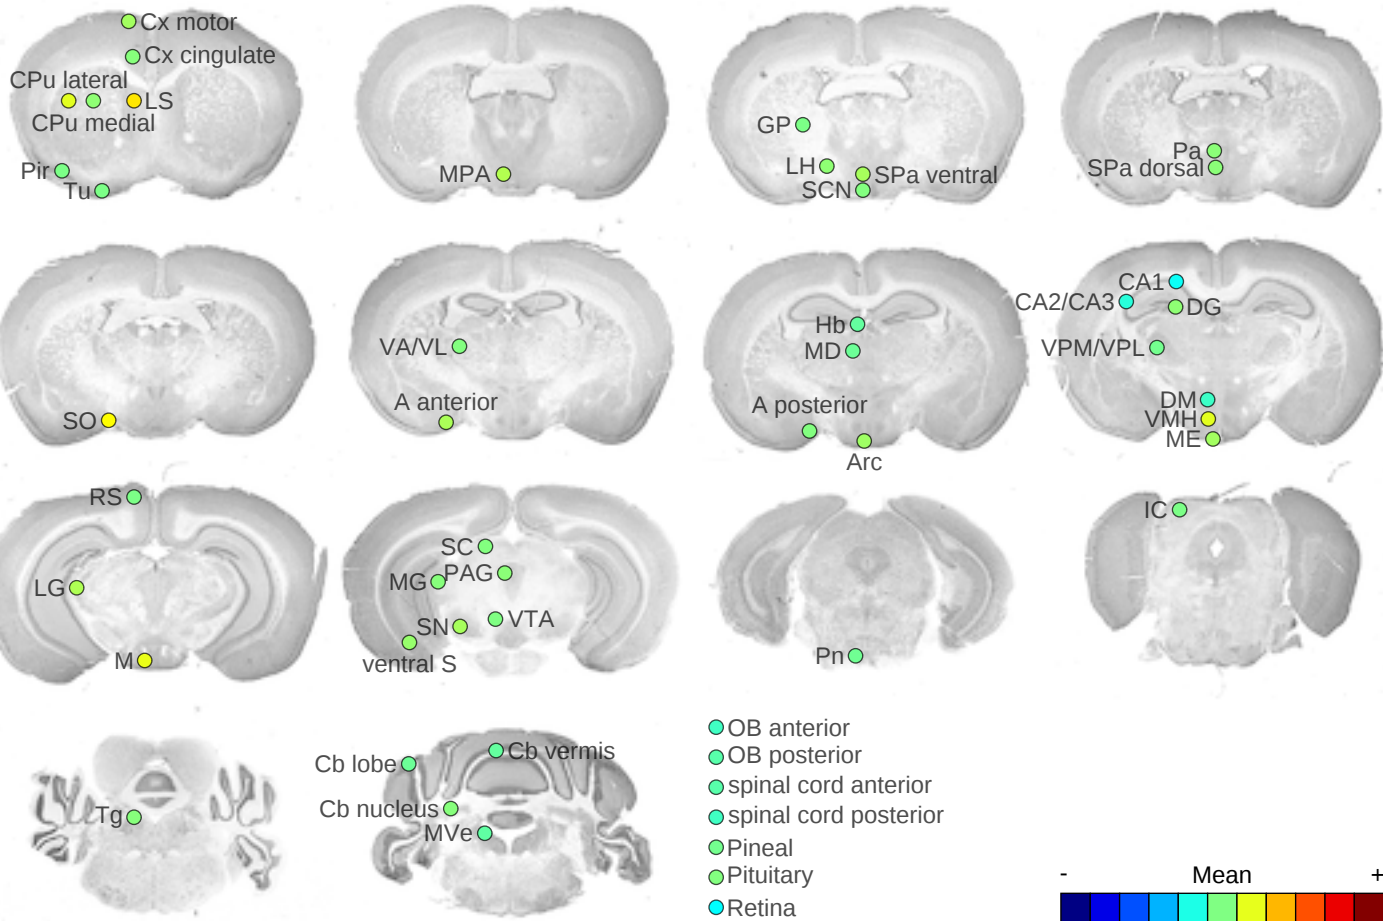 Cx motor
Cx cingulate
CPu lateral
LS
CPu medial
Pir
Tu
MPA
GP
LH
SPa ventral
SCN
Pa
SPa dorsal
SO
VA/VL
A anterior
Hb
MD
A posterior
Arc
CA1
CA2/CA3
DG
VPM/VPL
DM
VMH
ME
RS
LG
M
SC
PAG
MG
VTA
SN
ventral S
Pn
IC
Tg
Cb vermis
Cb lobe
Cb nucleus
MVe
OB anterior
OB posterior
spinal cord anterior
spinal cord posterior
Pineal
Pituitary
Retina
- Mean +